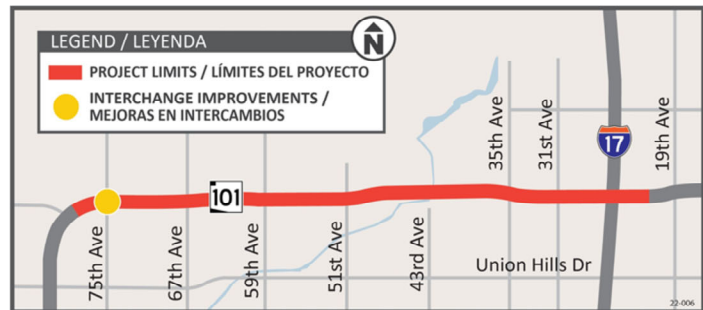 LEGEND / LEYENDA
N
PROJECT LIMITS / LÍMITES DEL PROYECTO
INTERCHANGE IMPROVEMENTS /
MEJORAS EN INTERCAMBIOS
35th Ave
31st Ave
17
19th Ave
101
75th Ave
67th Ave
59th Ave
51st Ave
43rd Ave
Union Hills Dr
22-006